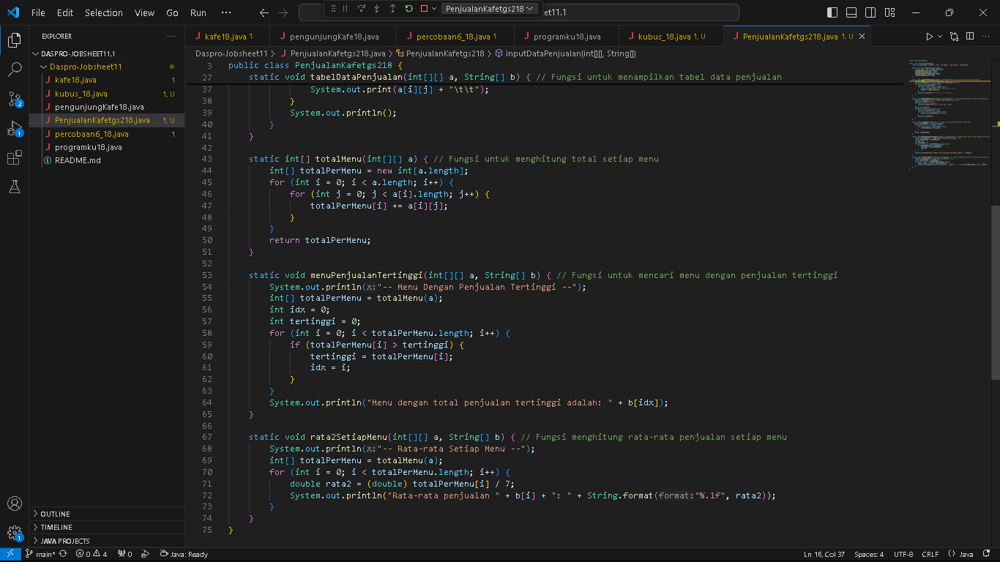 File Edit Selection View Go Run ··· PenjualanKafetgs218 et11.1
EXPLORER ···
kafe18.java 1 pengunjungKafe18.java percobaan6_18.java 1 programku18.java kubus_18.java 1, U PenjualanKafetgs218.java 1, U
DASPRO-JOBSHEET11.1
Daspro-Jobsheet11
kafe18.java 1
kubus_18.java 1, U
pengunjungKafe18.java
PenjualanKafetgs218.java 1, U
percobaan6_18.java 1
programku18.java
README.md
OUTLINE
TIMELINE
JAVA PROJECTS
2
1
1
Daspro-Jobsheet11 > PenjualanKafetgs218.java > PenjualanKafetgs218 > inputDataPenjualan(int[][], String[])
3 public class PenjualanKafetgs218 {
27 static void tabelDataPenjualan(int[][] a, String[] b) { // Fungsi untuk menampilkan tabel data penjualan
37 System.out.print(a[i][j] + "\t\t");
38 }
39 System.out.println();
40 }
41 }
42
43 static int[] totalMenu(int[][] a) { // Fungsi untuk menghitung total setiap menu
44 int[] totalPerMenu = new int[a.length];
45 for (int i = 0; i < a.length; i++) {
46 for (int j = 0; j < a[i].length; j++) {
47 totalPerMenu[i] += a[i][j];
48 }
49 }
50 return totalPerMenu;
51 }
52
53 static void menuPenjualanTertinggi(int[][] a, String[] b) { // Fungsi untuk mencari menu dengan penjualan tertinggi
54 System.out.println(x:"-- Menu Dengan Penjualan Tertinggi --");
55 int[] totalPerMenu = totalMenu(a);
56 int idx = 0;
57 int tertinggi = 0;
58 for (int i = 0; i < totalPerMenu.length; i++) {
59 if (totalPerMenu[i] > tertinggi) {
60 tertinggi = totalPerMenu[i];
61 idx = i;
62 }
63 }
64 System.out.println("Menu dengan total penjualan tertinggi adalah: " + b[idx]);
65 }
66
67 static void rata2SetiapMenu(int[][] a, String[] b) { // Fungsi menghitung rata-rata penjualan setiap menu
68 System.out.println(x:"-- Rata-rata Setiap Menu --");
69 int[] totalPerMenu = totalMenu(a);
70 for (int i = 0; i < totalPerMenu.length; i++) {
71 double rata2 = (double) totalPerMenu[i] / 7;
72 System.out.println("Rata-rata penjualan " + b[i] + ": " + String.format(format:"%.1f", rata2));
73 }
74 }
75 }
main* 0 4 0 Java: Ready Ln 16, Col 37 Spaces: 4 UTF-8 CRLF Java